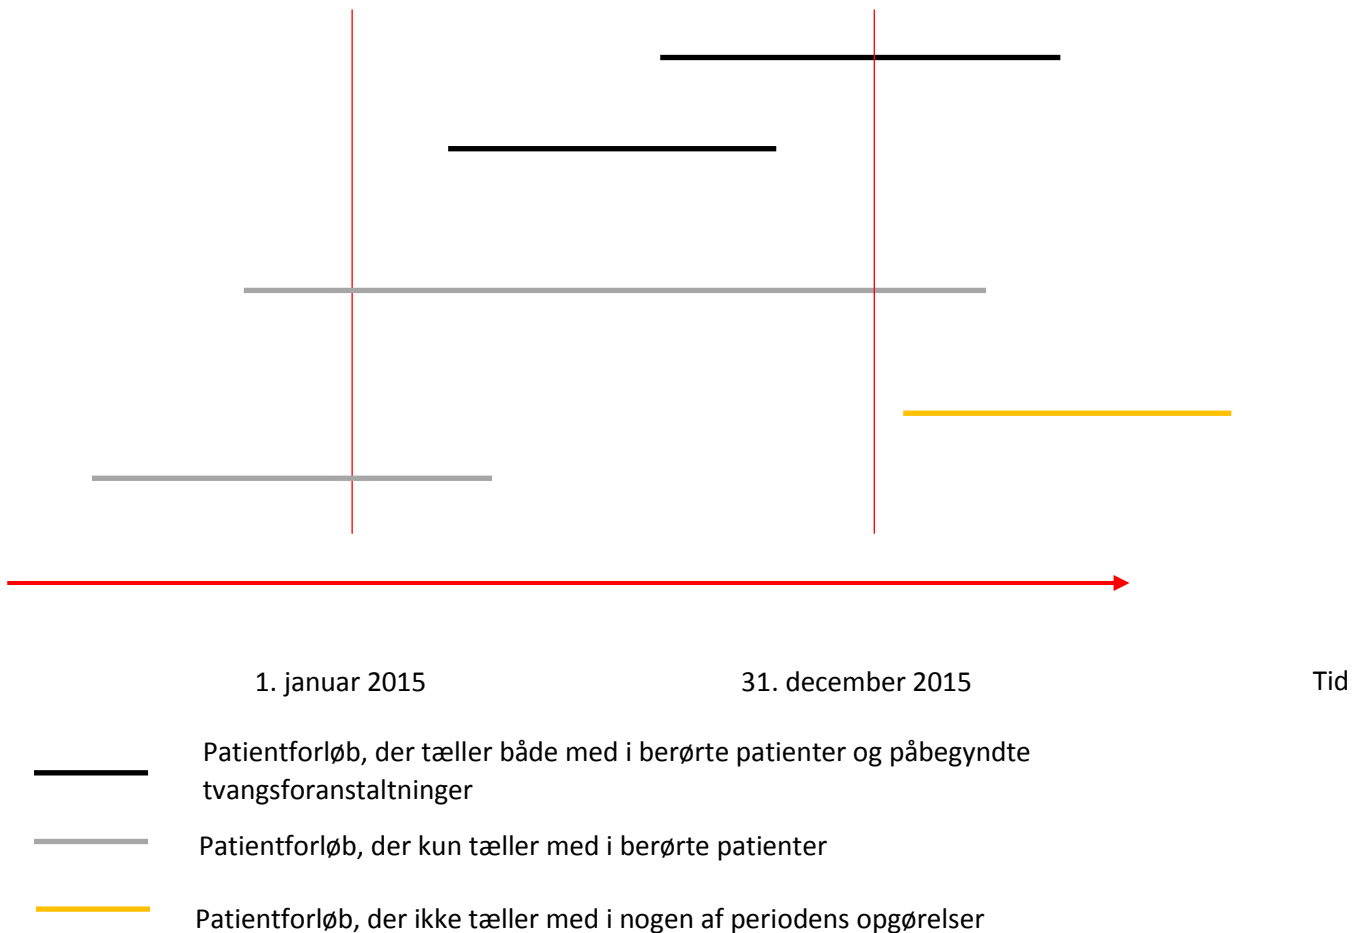 1. januar 2015 31. december 2015 Tid
Patientforløb, der tæller både med i berørte patienter og påbegyndte
tvangsforanstaltninger
Patientforløb, der kun tæller med i berørte patienter
Patientforløb, der ikke tæller med i nogen af periodens opgørelser